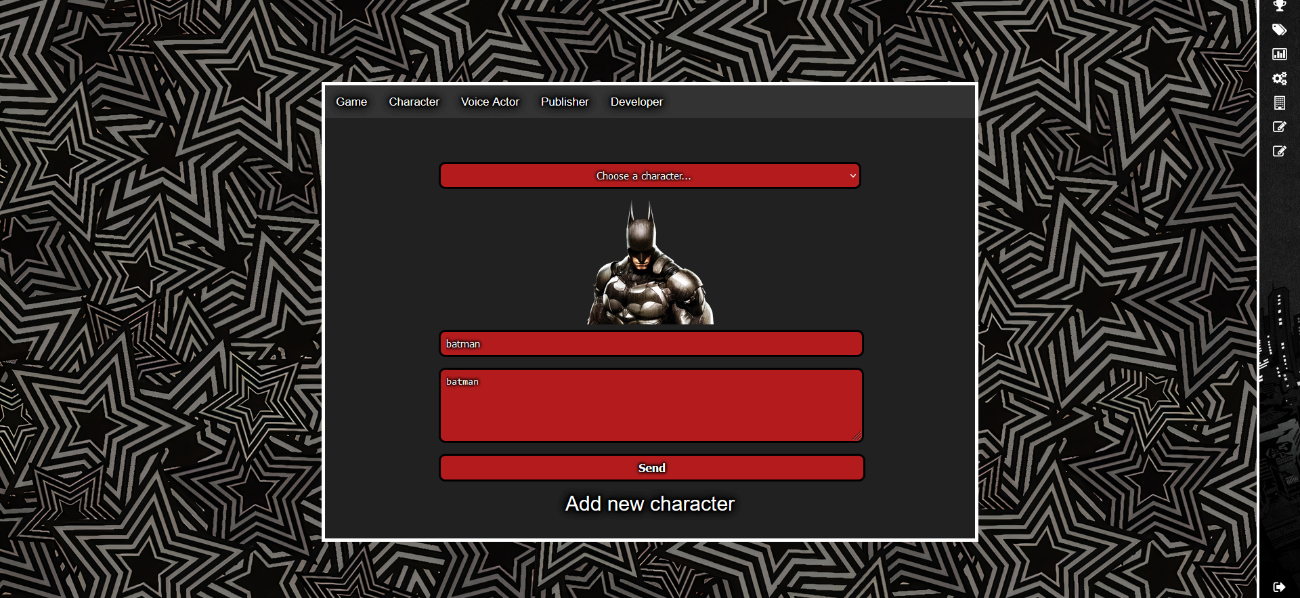 Game Character Voice Actor Publisher Developer
Choose a character...
batman
batman
Send
Add new character